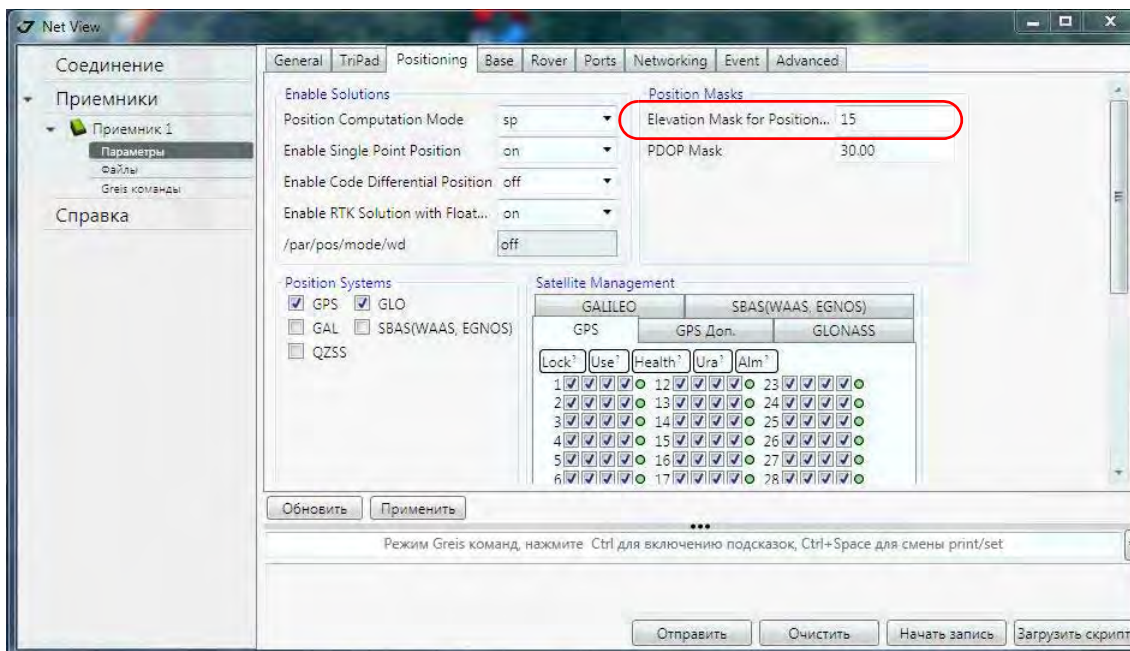 Net View
Соединение
Приемники
Приемник 1
Параметры
Файлы
Greis команды
Справка
General TriPad Positioning Base Rover Ports Networking Event Advanced
Enable Solutions
Position Computation Mode sp
Enable Single Point Position on
Enable Code Differential Position off
Enable RTK Solution with Float... on
/par/pos/mode/wd off
Position Masks
Elevation Mask for Position... 15
PDOP Mask 30.00
Position Systems
GPS GLO
GAL SBAS(WAAS, EGNOS)
QZSS
Satellite Management
GALILEO SBAS(WAAS, EGNOS)
GPS GPS Доп. GLONASS
Lock? Use? Health? Ura? Alm?
1 12 23
2 13 24
3 14 25
4 15 26
5 16 27
6 17 28
Обновить Применить
Режим Greis команд, нажмите Ctrl для включению подсказок, Ctrl+Space для смены print/set
Отправить Очистить Начать запись Загрузить скрипт